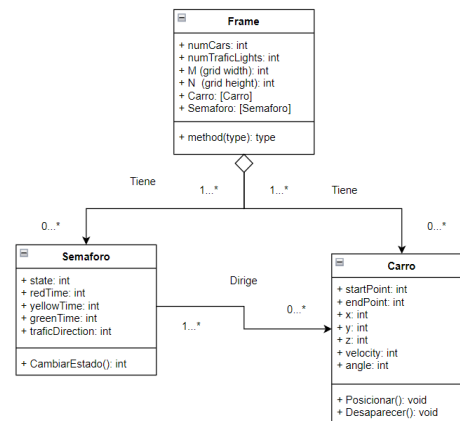 Frame
+ numCars: int
+ numTraficLights: int
+ M (grid width): int
+ N (grid height): int
+ Carro: [Carro]
+ Semaforo: [Semaforo]
+ method(type): type
Tiene
1...*
1...*
Tiene
0...*
0...*
Semaforo
+ state: int
+ redTime: int
+ yellowTime: int
+ greenTime: int
+ traficDirection: int
+ CambiarEstado(): int
Dirige
1...*
0...*
Carro
+ startPoint: int
+ endPoint: int
+ x: int
+ y: int
+ z: int
+ velocity: int
+ angle: int
+ Posicionar(): void
+ Desaparecer(): void